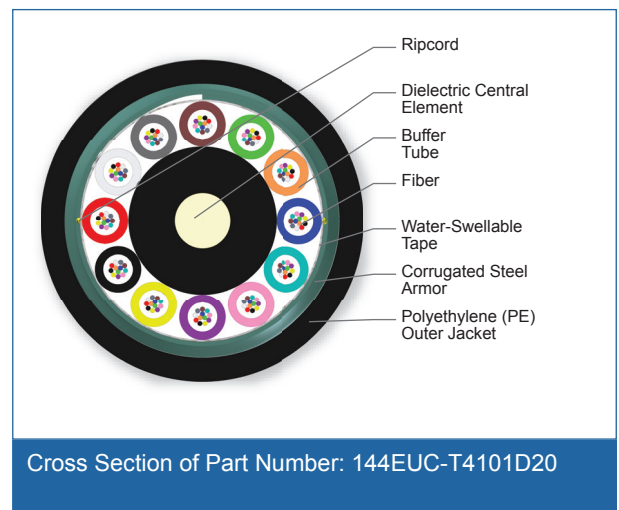 Ripcord
Dielectric Central
Element
Buffer
Tube
Fiber
Water-Swellable
Tape
Corrugated Steel
Armor
Polyethylene (PE)
Outer Jacket
Cross Section of Part Number: 144EUC-T4101D20